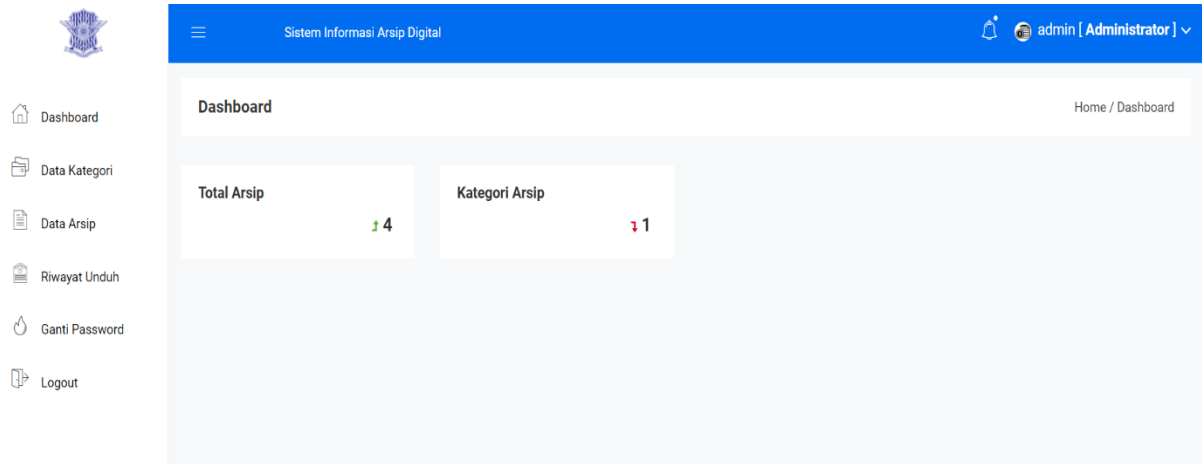 Sistem Informasi Arsip Digital
admin [ Administrator ]
Dashboard
Data Kategori
Data Arsip
Riwayat Unduh
Ganti Password
Logout
Dashboard
Home / Dashboard
Total Arsip
4
Kategori Arsip
1